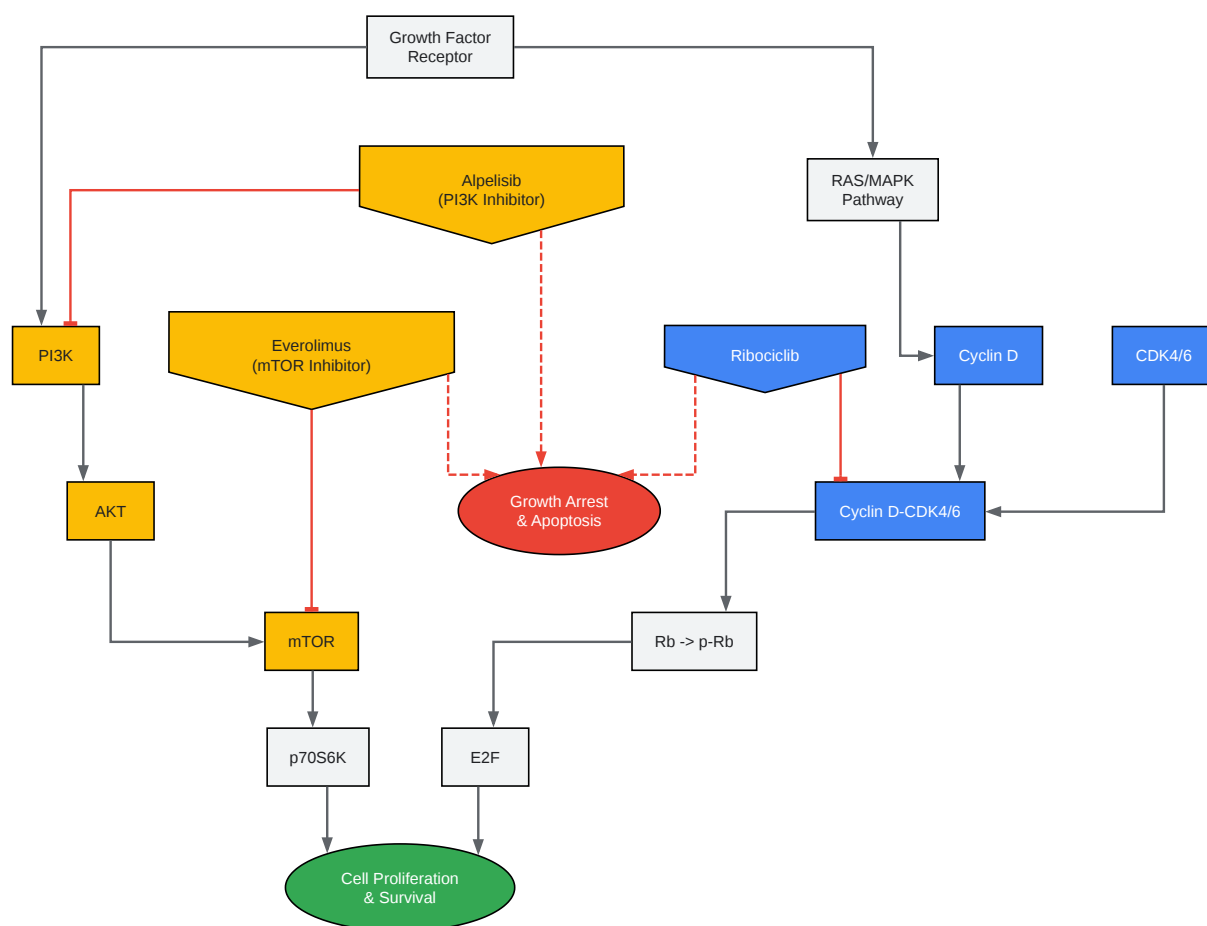 Growth Factor
Receptor
Alpelisib
(PI3K Inhibitor)
RAS/MAPK
Pathway
Everolimus
(mTOR Inhibitor)
Ribociclib
PI3K
Cyclin D
CDK4/6
AKT
Growth Arrest
& Apoptosis
Cyclin D-CDK4/6
mTOR
Rb -> p-Rb
p70S6K
E2F
Cell Proliferation
& Survival